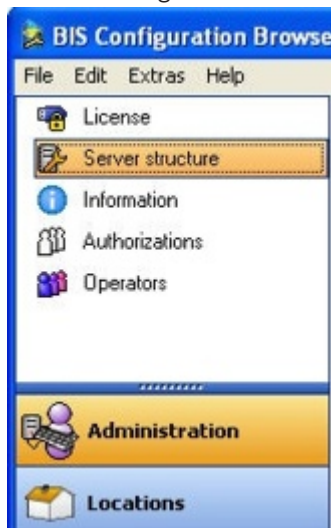 BIS Configuration Browse
File Edit Extras Help
License
Server structure
Information
Authorizations
Operators
Administration
Locations